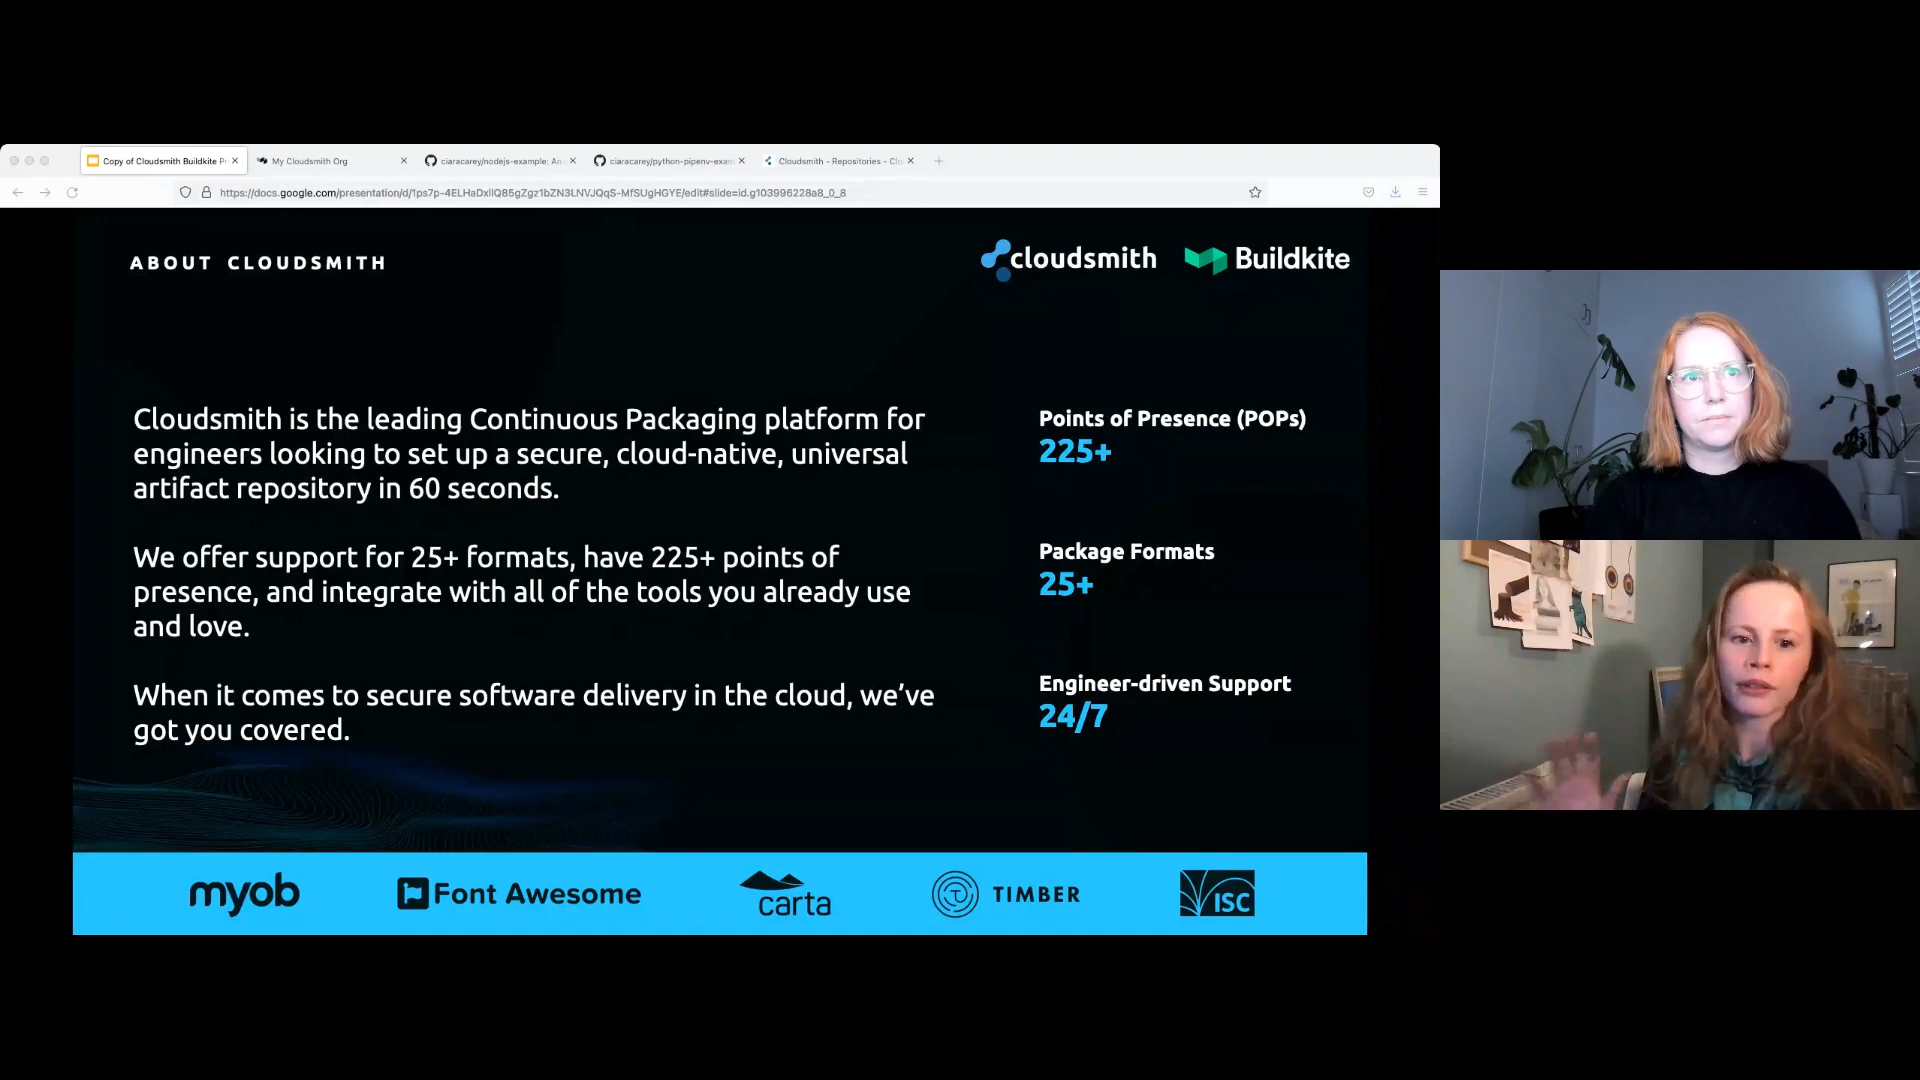 Copy of Cloudsmith Buildkite Pr
My Cloudsmith Org
ciaracarey/nodejs-example: An
ciaracarey/python-pipenv-exam
Cloudsmith - Repositories - Clo
https://docs.google.com/presentation/d/1ps7p-4ELHaDxlIQ85gZgz1bZN3LNVJQqS-MfSUgHGYE/edit#slide=id.g103996228a8_0_8
ABOUT CLOUDSMITH
cloudsmith
Buildkite
Cloudsmith is the leading Continuous Packaging platform for
engineers looking to set up a secure, cloud-native, universal
artifact repository in 60 seconds.
We offer support for 25+ formats, have 225+ points of
presence, and integrate with all of the tools you already use
and love.
When it comes to secure software delivery in the cloud, we’ve
got you covered.
Points of Presence (POPs)
225+
Package Formats
25+
Engineer-driven Support
24/7
myob
Font Awesome
carta
TIMBER
ISC